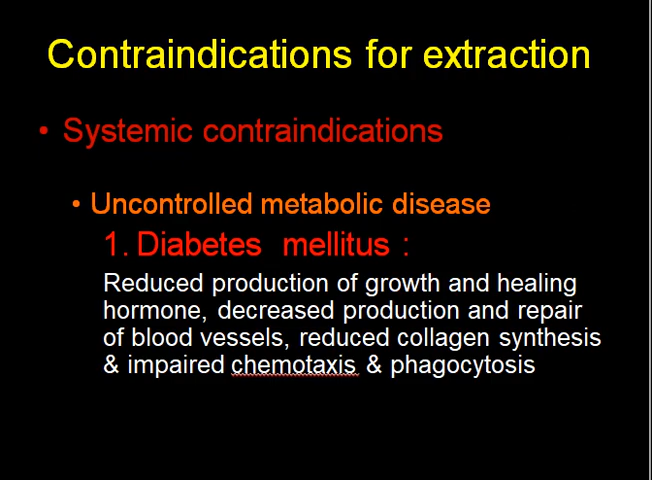 Contraindications for extraction
• Systemic contraindications
• Uncontrolled metabolic disease
1. Diabetes mellitus :
Reduced production of growth and healing
hormone, decreased production and repair
of blood vessels, reduced collagen synthesis
& impaired chemotaxis & phagocytosis